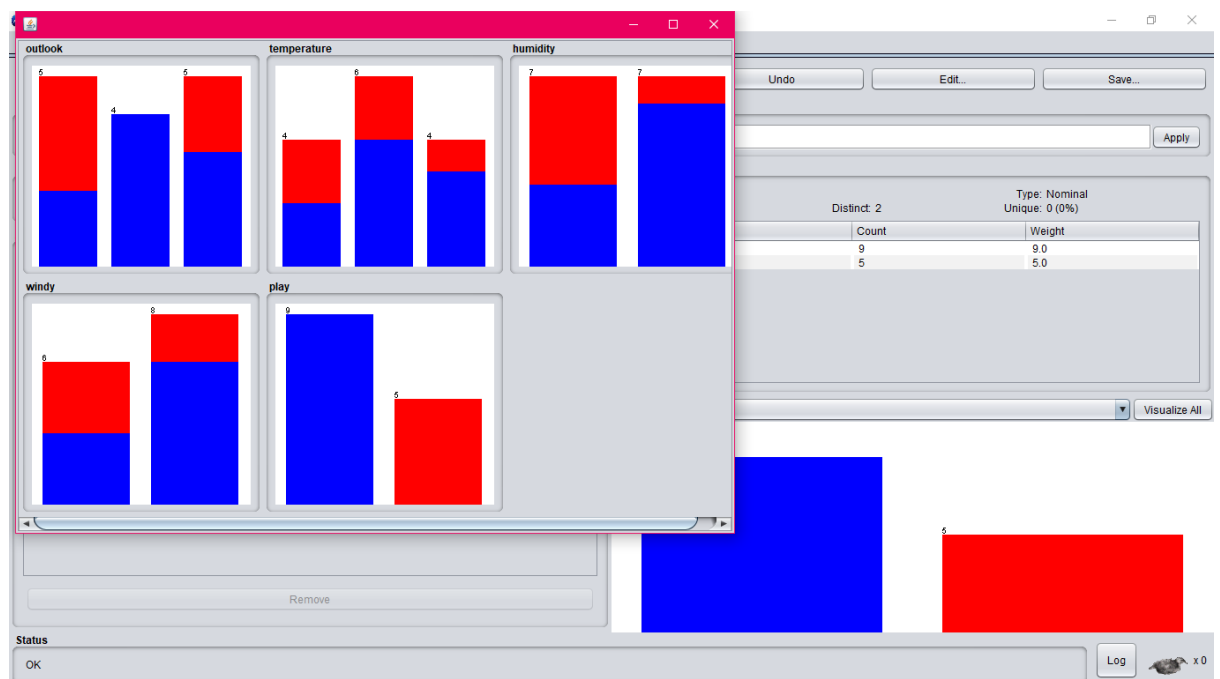 outlook
temperature
humidity
5
5
4
4
6
4
7
7
windy
play
6
8
9
5
Undo
Edit...
Save...
Apply
Type: Nominal
Distinct: 2
Unique: 0 (0%)
Count
Weight
9
9.0
5
5.0
Visualize All
5
Remove
Status
OK
Log
x 0